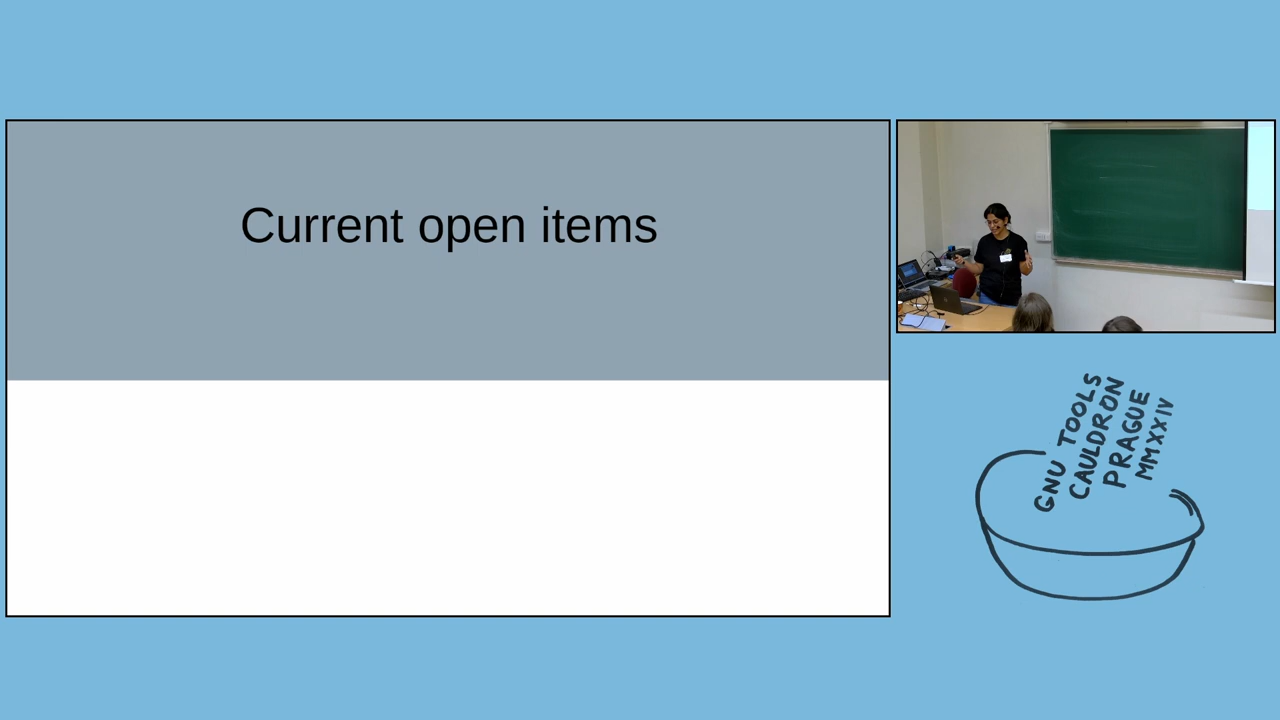 Current open items
GNU TOOLS
CAULDRON
PRAGUE
MMXXIV